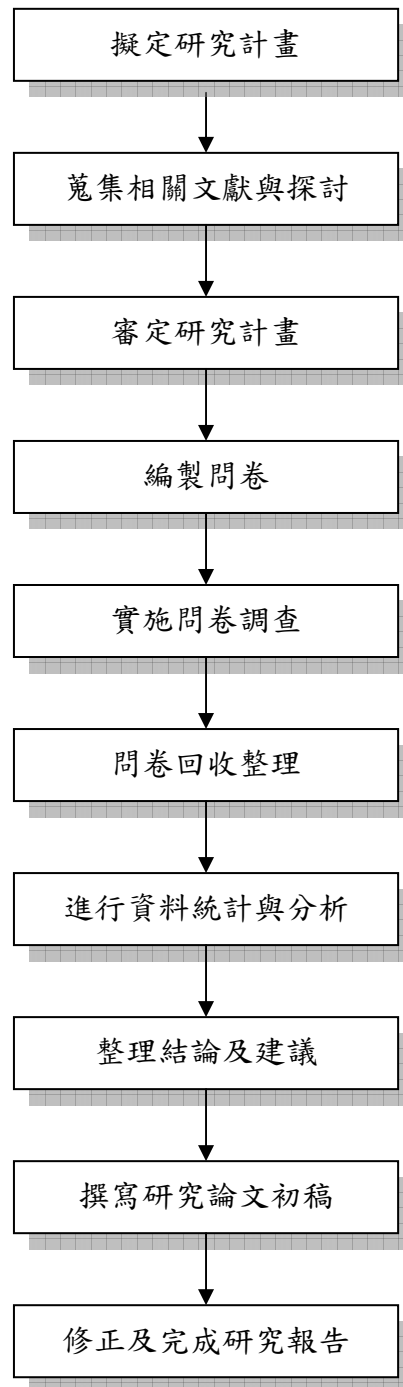 擬定研究計畫
蒐集相關文獻與探討
審定研究計畫
編製問卷
實施問卷調查
問卷回收整理
進行資料統計與分析
整理結論及建議
撰寫研究論文初稿
修正及完成研究報告